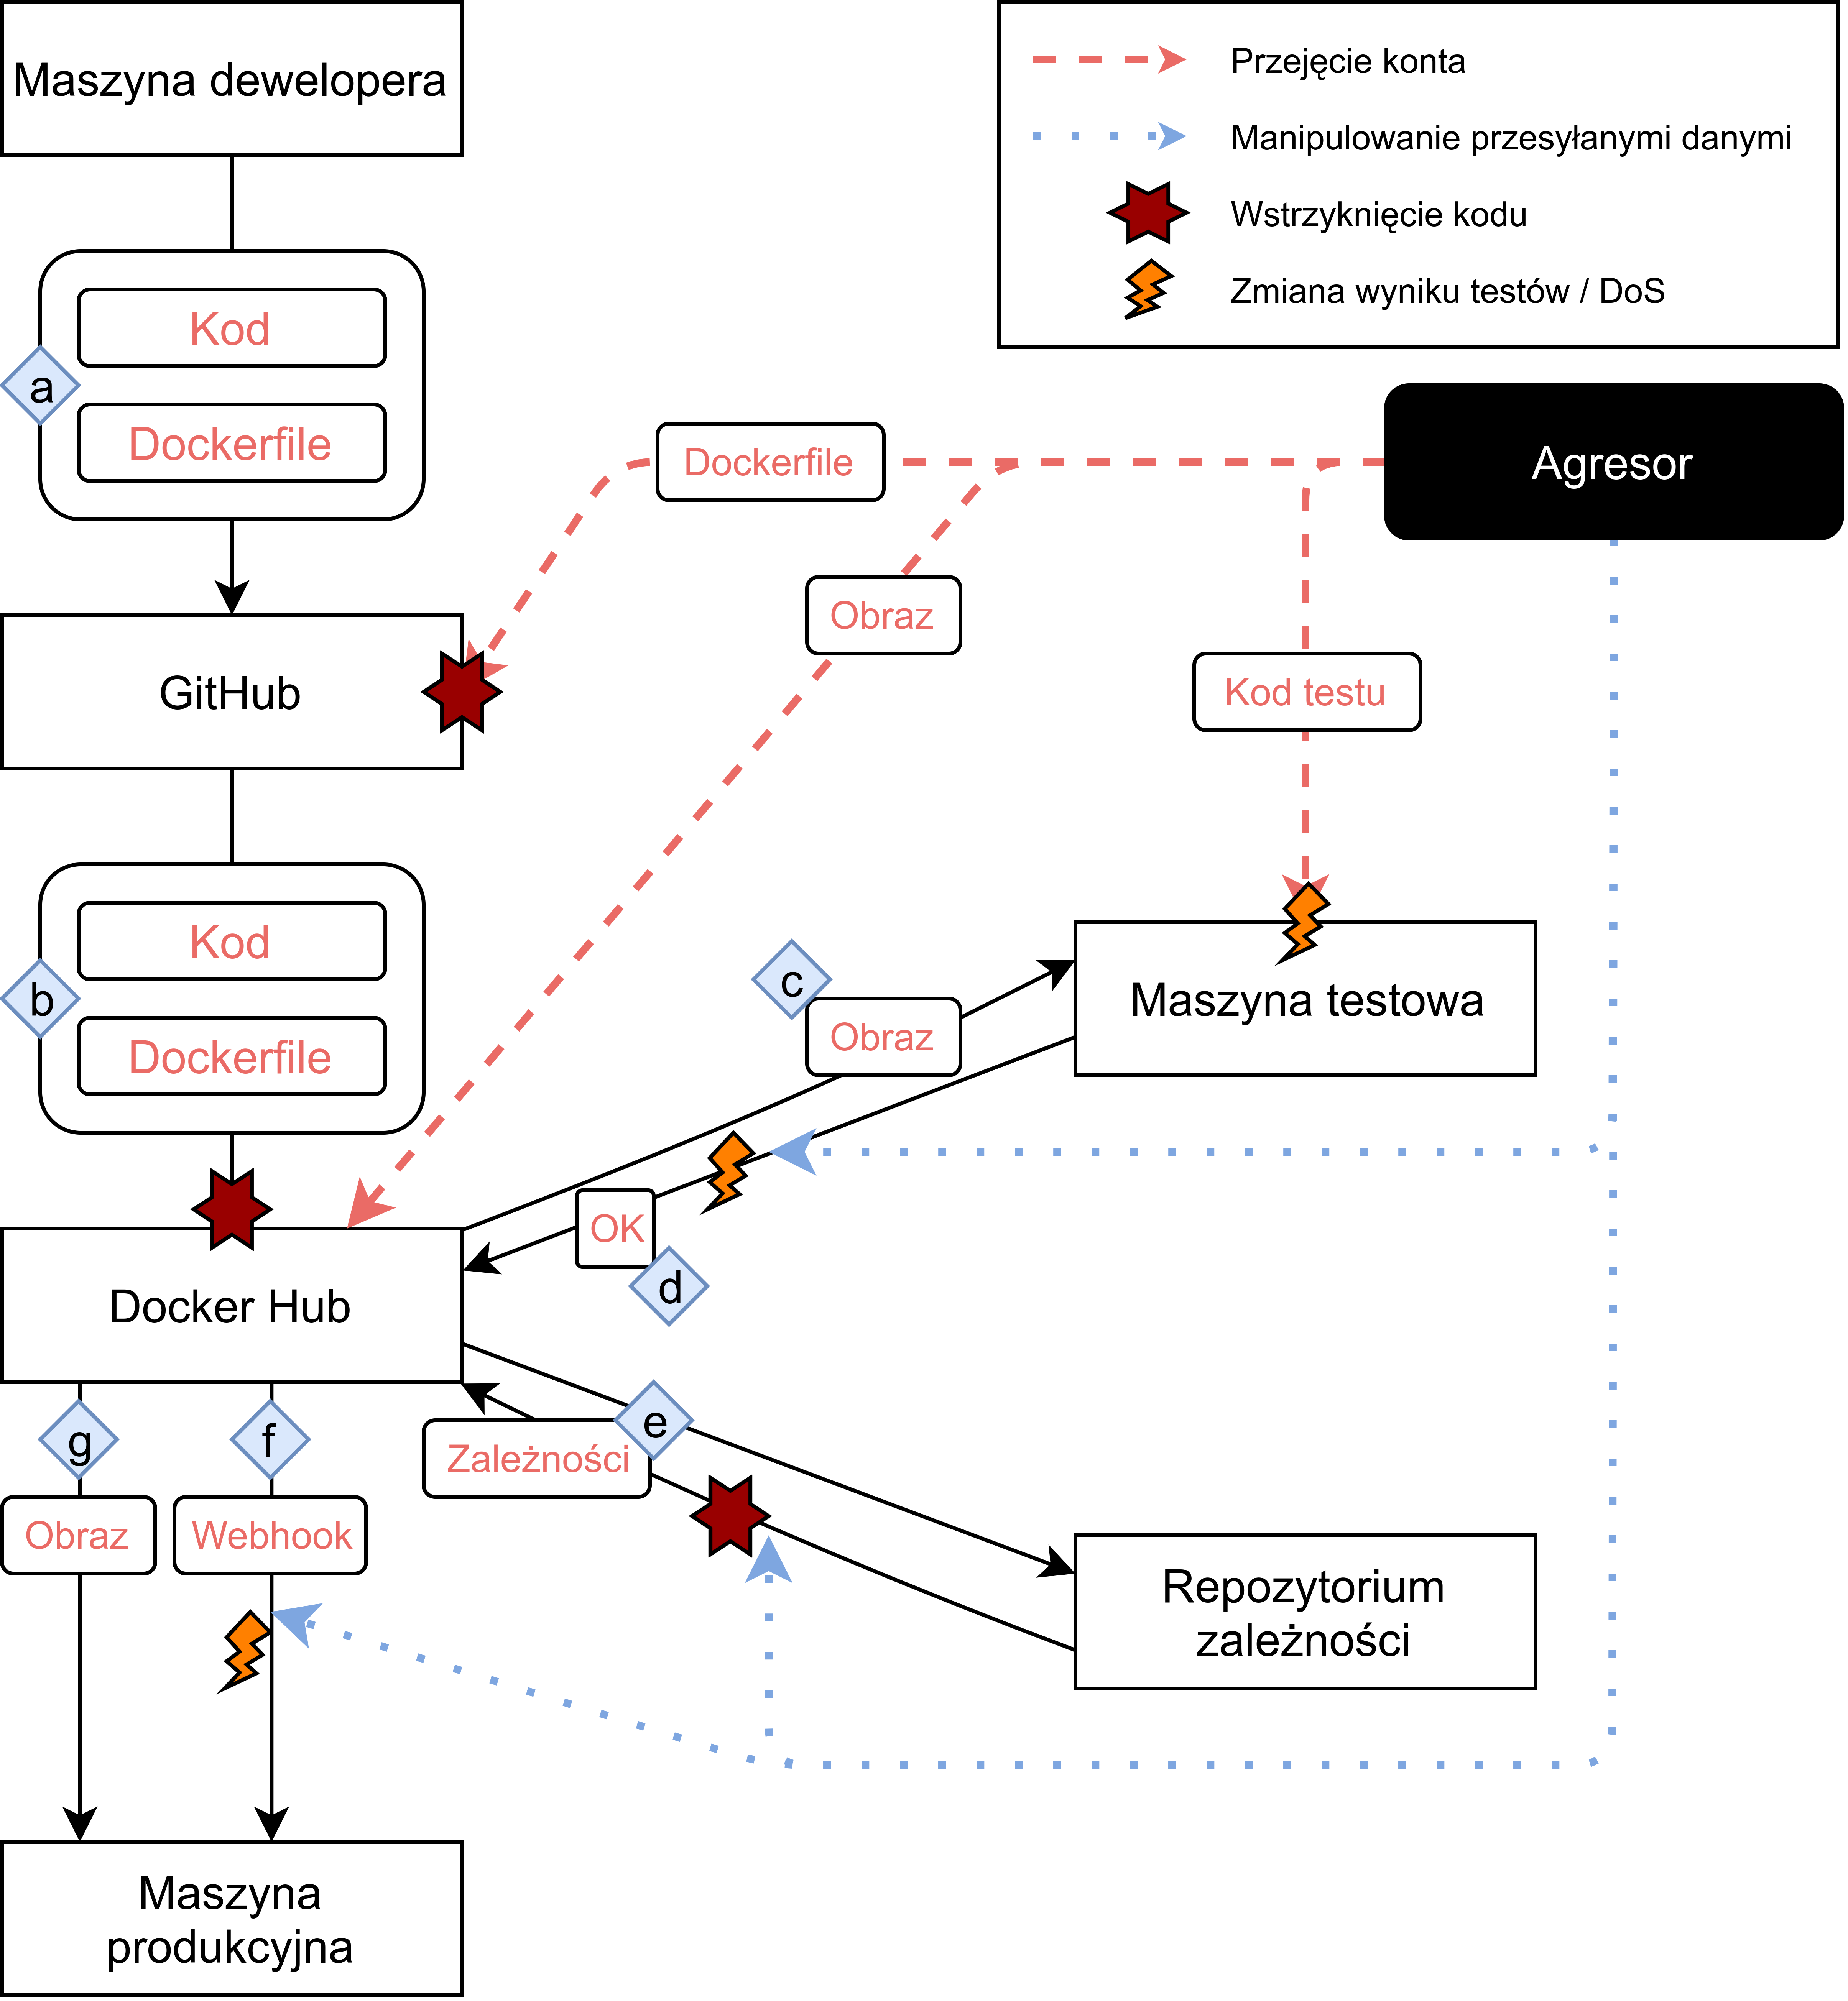 Maszyna dewelopera
Przejęcie konta
Manipulowanie przesyłanymi danymi
Wstrzyknięcie kodu
Zmiana wyniku testów / DoS
Kod
a
Dockerfile
Dockerfile
Agresor
Obraz
GitHub
Kod testu
Kod
b
Dockerfile
c
Obraz
Maszyna testowa
OK
d
Docker Hub
g
f
e
Zależności
Obraz
Webhook
Repozytorium
zależności
Maszyna
produkcyjna